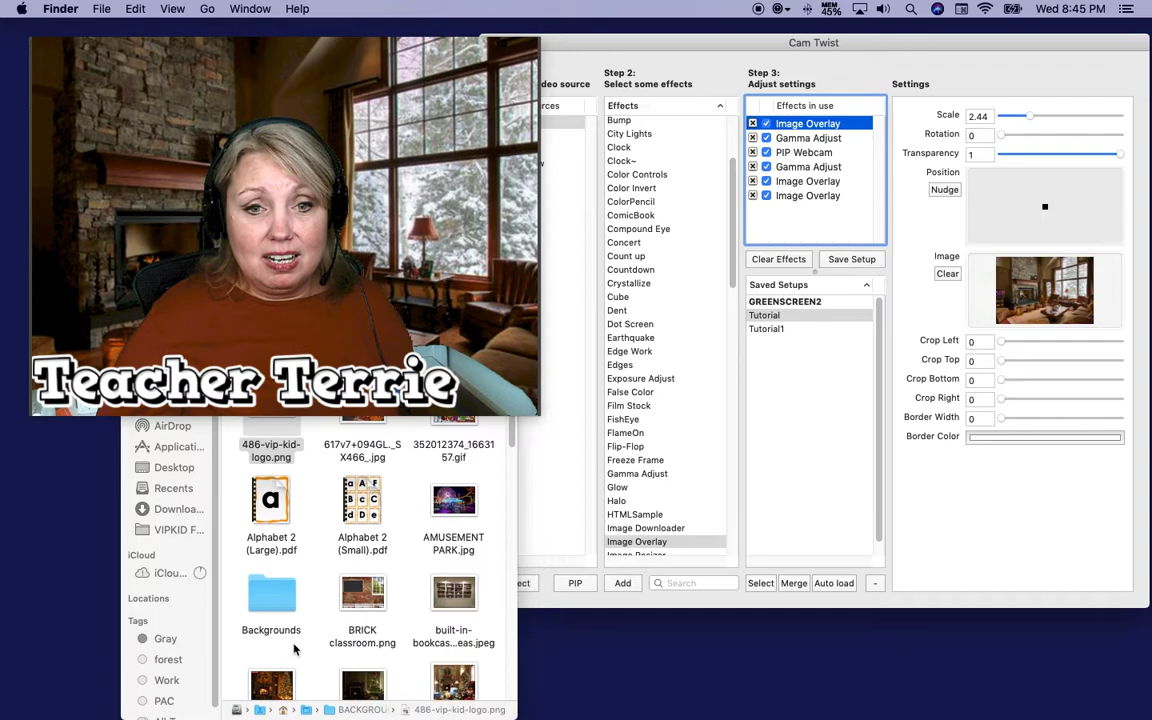 Finder File Edit View Go Window Help
MEM
45%
Wed 8:45 PM
Cam Twist
deo source
Step 2:
Select some effects
Step 3:
Adjust settings
Settings
rces
Effects
Bump
City Lights
Clock
Clock~
Color Controls
Color Invert
ColorPencil
ComicBook
Compound Eye
Concert
Count up
Countdown
Crystallize
Cube
Dent
Dot Screen
Earthquake
Edge Work
Edges
Exposure Adjust
False Color
Film Stock
FishEye
FlameOn
Flip-Flop
Freeze Frame
Gamma Adjust
Glow
Halo
HTMLSample
Image Downloader
Image Overlay
Image Resizer
Effects in use
Image Overlay
Gamma Adjust
PIP Webcam
Gamma Adjust
Image Overlay
Image Overlay
Clear Effects
Save Setup
Saved Setups
GREENSCREEN2
Tutorial
Tutorial1
Scale 2.44
Rotation 0
Transparency 1
Position
Nudge
Image
Clear
Crop Left 0
Crop Top 0
Crop Bottom 0
Crop Right 0
Border Width 0
Border Color
ect
PIP
Add
Search
Select
Merge
Auto load
-
Teacher Terrie
AirDrop
Applicati...
Desktop
Recents
Downloa...
VIPKID F...
iCloud
iClou...
Locations
Tags
Gray
forest
Work
PAC
486-vip-kid-
logo.png
617v7+094GL._S
X466_.jpg
352012374_16631
57.gif
Alphabet 2
(Large).pdf
Alphabet 2
(Small).pdf
AMUSEMENT
PARK.jpg
Backgrounds
BRICK
classroom.png
built-in-
bookcas...eas.jpeg
BACKGROU
486-vip-kid-logo.png